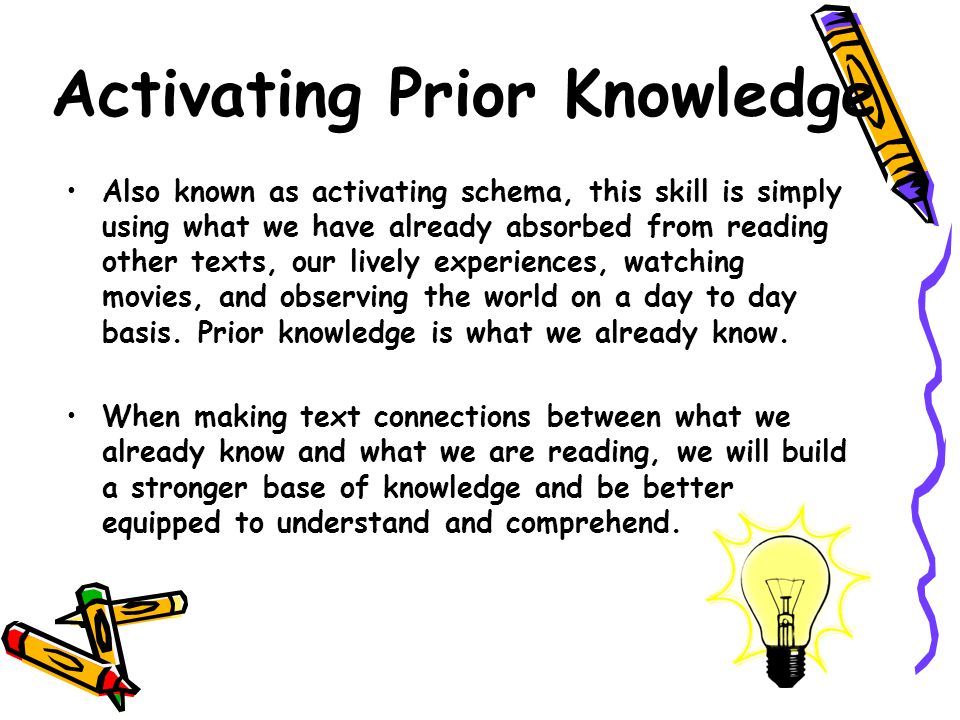 Activating Prior Knowledge
• Also known as activating schema, this skill is simply
using what we have already absorbed from reading
other texts, our lively experiences, watching
movies, and observing the world on a day to day
basis. Prior knowledge is what we already know.
• When making text connections between what we
already know and what we are reading, we will build
a stronger base of knowledge and be better
equipped to understand and comprehend.